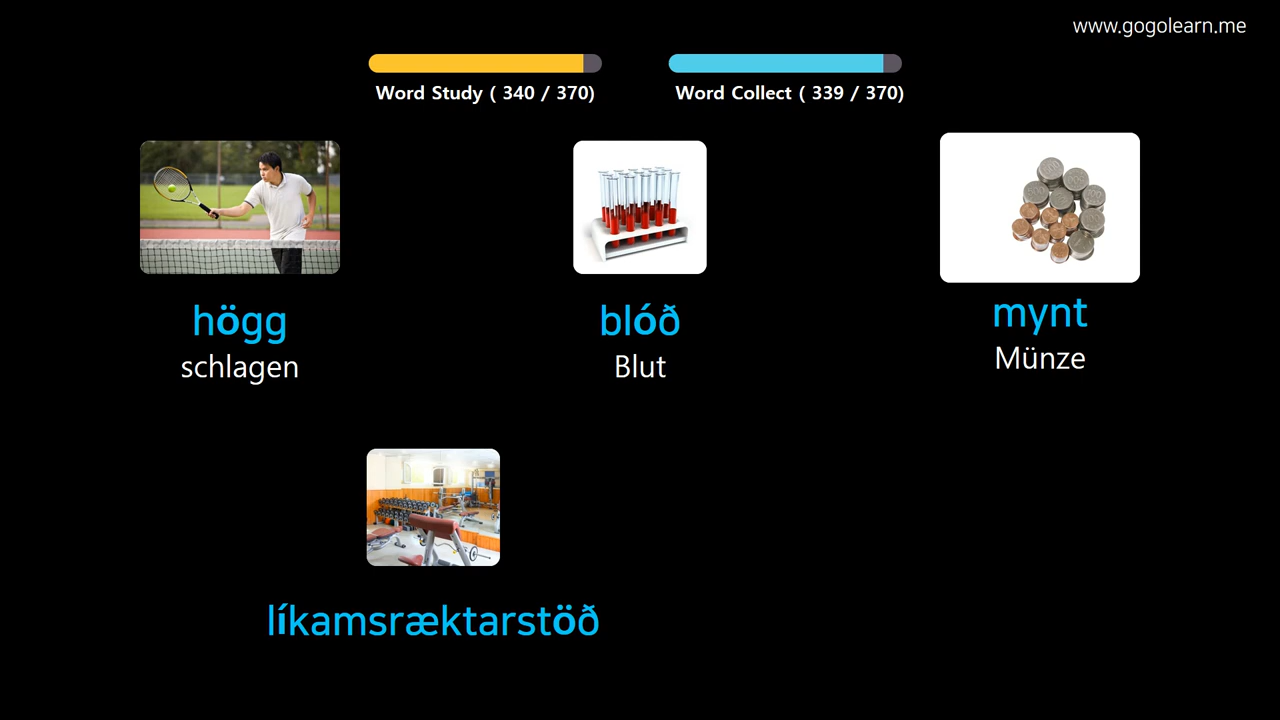 www.gogolearn.me
Word Study ( 340 / 370)
Word Collect ( 339 / 370)
högg
schlagen
blóð
Blut
mynt
Münze
líkamsræktarstöð